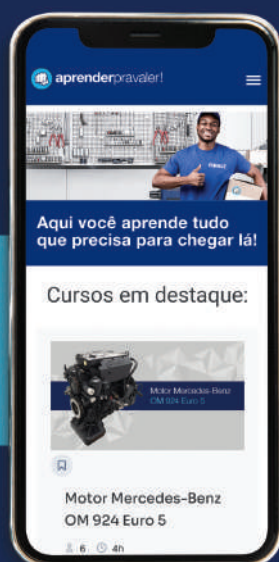 aprenderpravaler!
Aqui você aprende tudo
que precisa para chegar lá!
Cursos em destaque:
Motor Mercedes-Benz
OM 924 Euro 5
Motor Mercedes-Benz
OM 924 Euro 5
6 4h